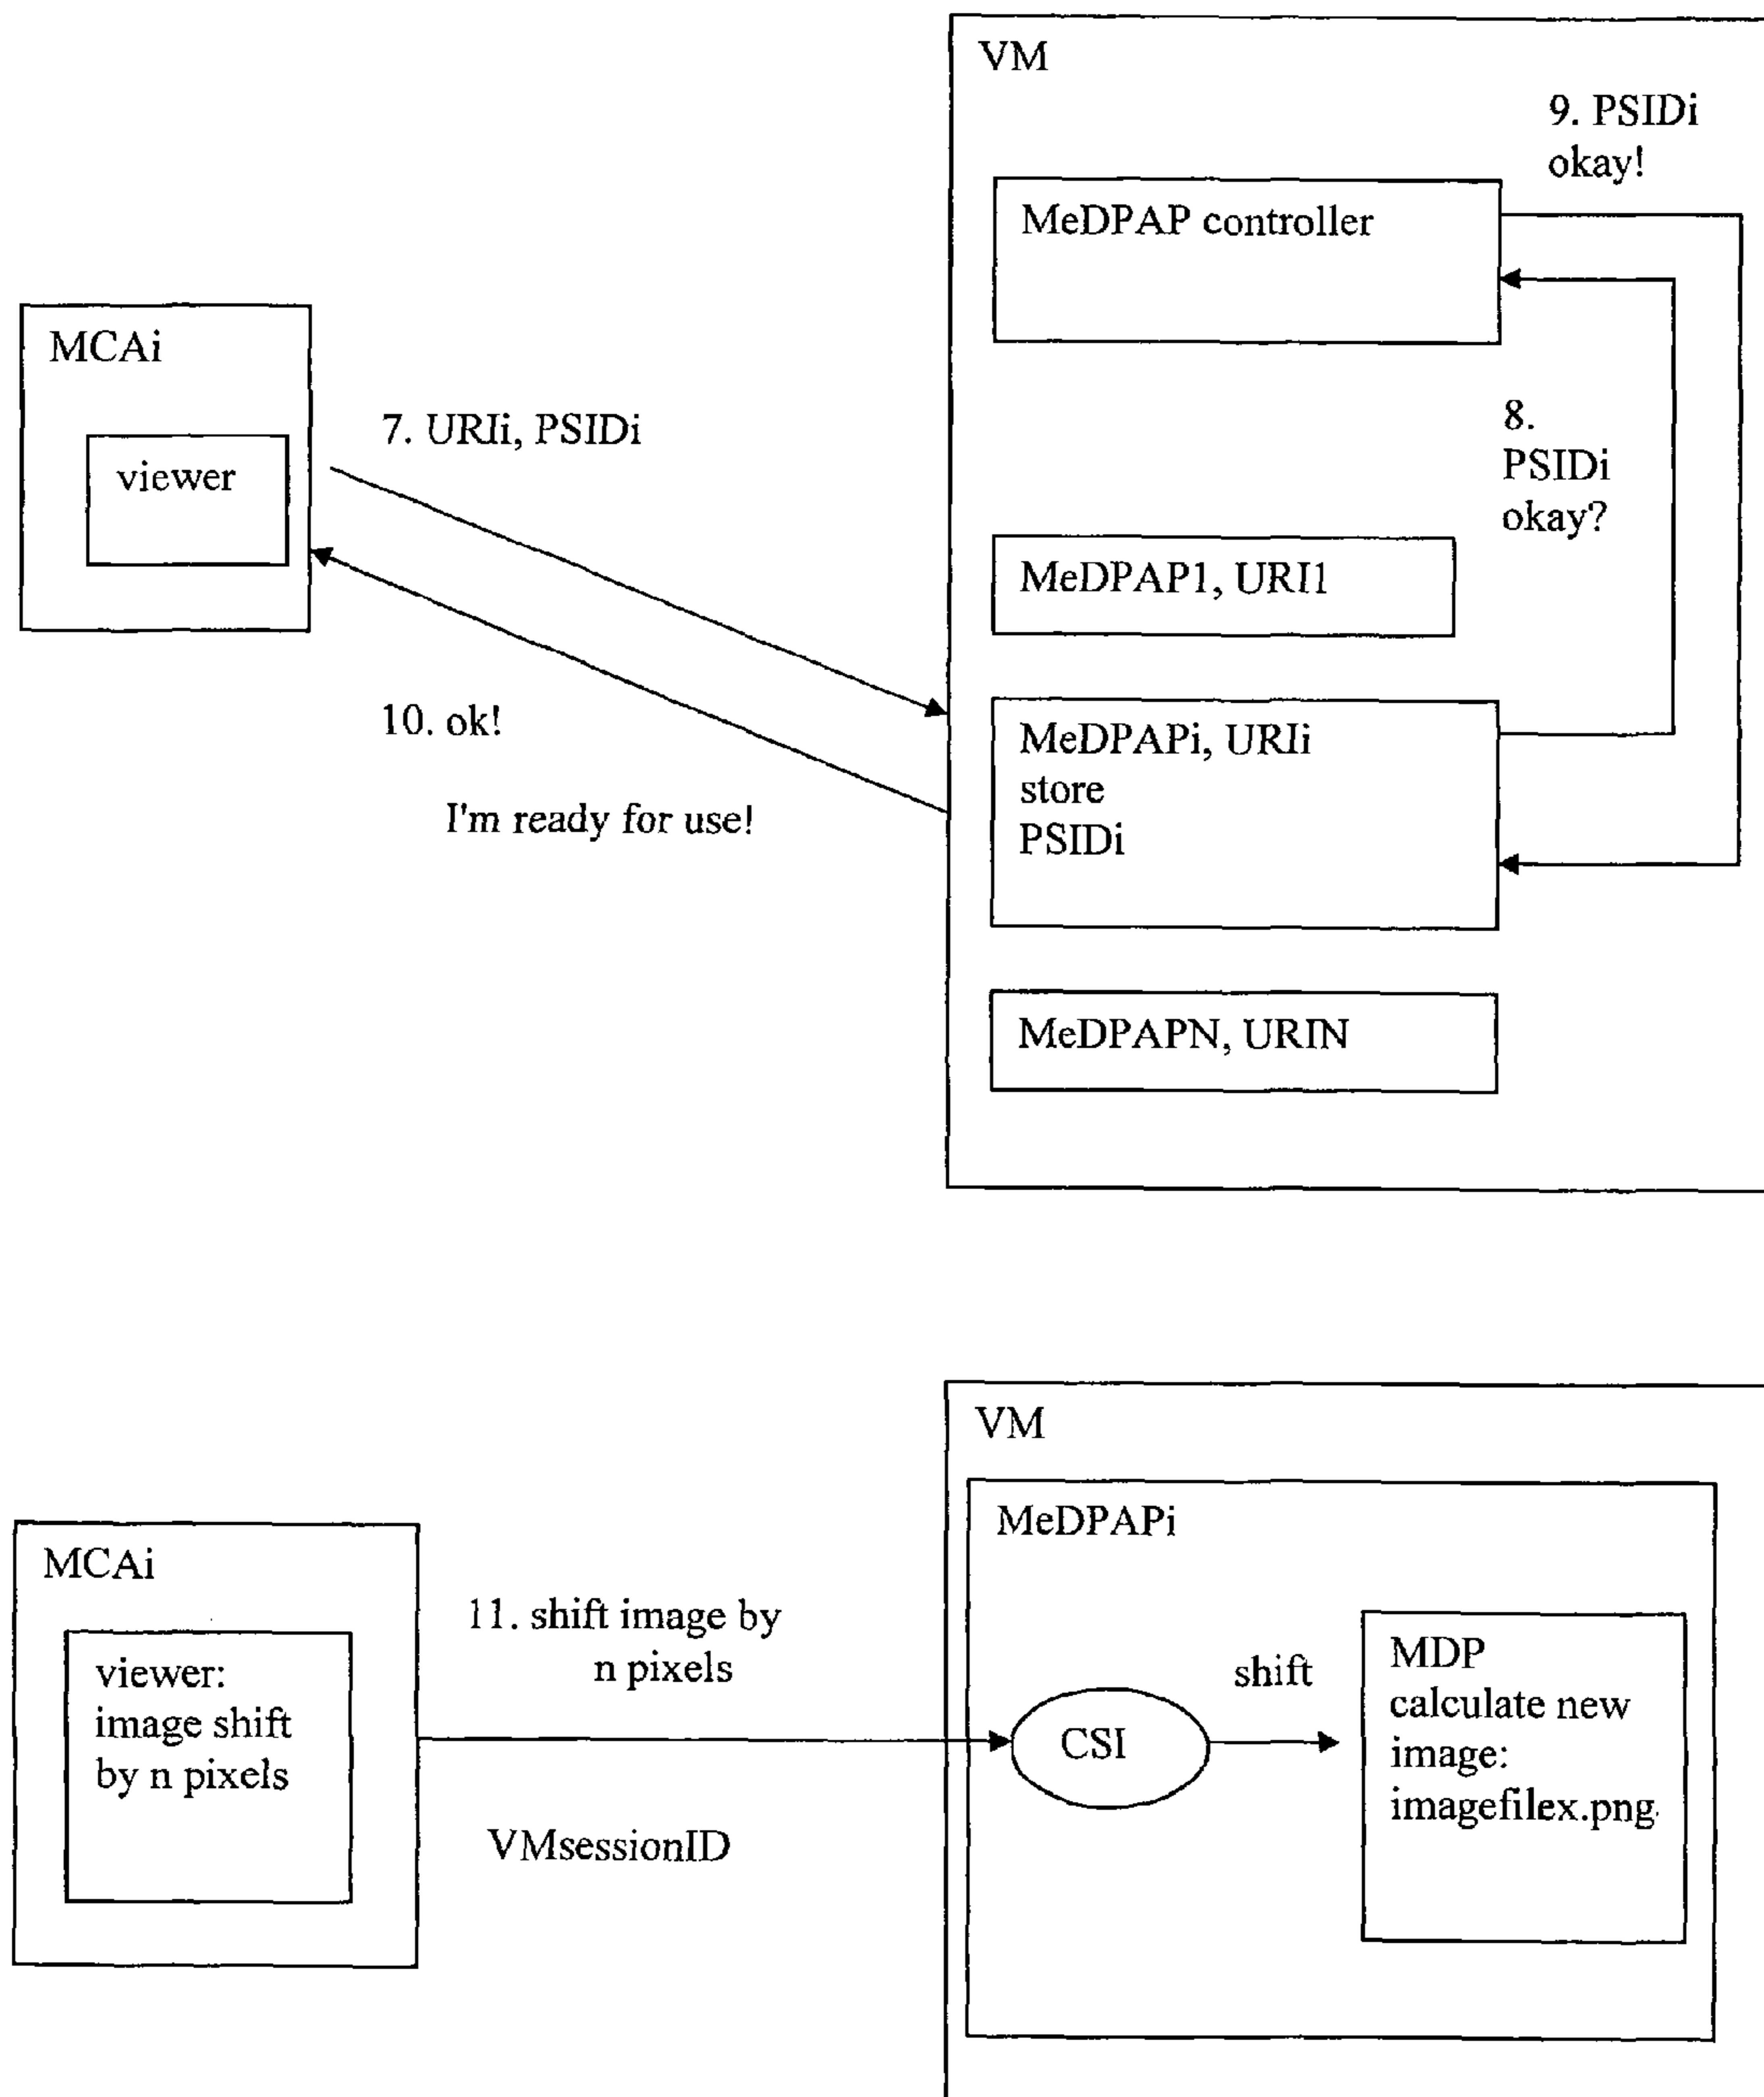 VM
9. PSIDi
okay!
MeDPAP controller
MCAi
viewer
7. URIi, PSIDi
8.
PSIDi
okay?
MeDPAP1, URI1
10. ok!
I'm ready for use!
MeDPAPi, URIi
store
PSIDi
MeDPAPN, URIN
VM
MeDPAPi
MCAi
viewer:
image shift
by n pixels
11. shift image by
n pixels
VMsessionID
CSI
shift
MDP
calculate new
image:
imagefilex.png